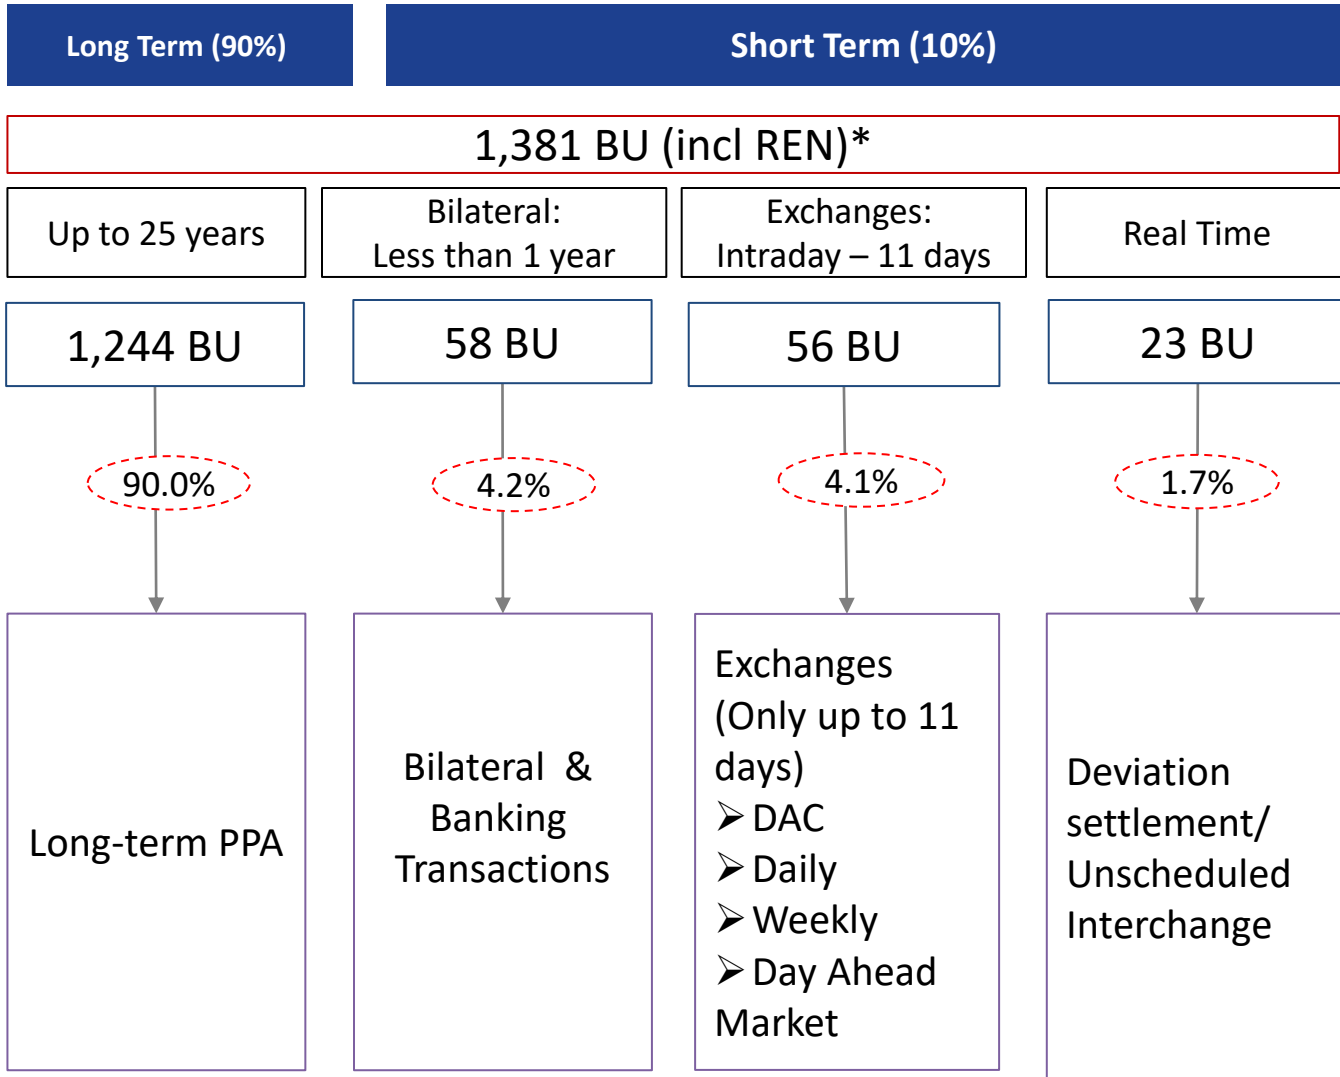 Long Term (90%)
Short Term (10%)
1,381 BU (incl REN)*
Up to 25 years
Bilateral:
Less than 1 year
Exchanges:
Intraday – 11 days
Real Time
1,244 BU
58 BU
56 BU
23 BU
90.0%
4.2%
4.1%
1.7%
Long-term PPA
Bilateral &
Banking
Transactions
Exchanges
(Only up to 11
days)
➢ DAC
➢ Daily
➢ Weekly
➢ Day Ahead
Market
Deviation
settlement/
Unscheduled
Interchange